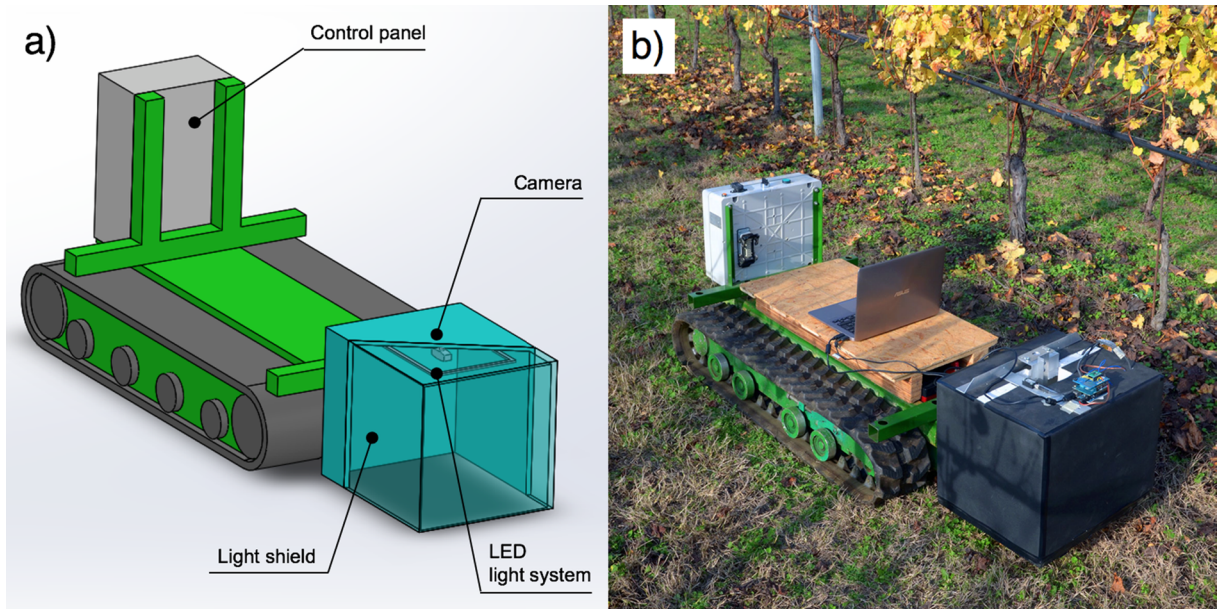 a)
Control panel
Camera
Light shield
LED
light system
b)
ASUS